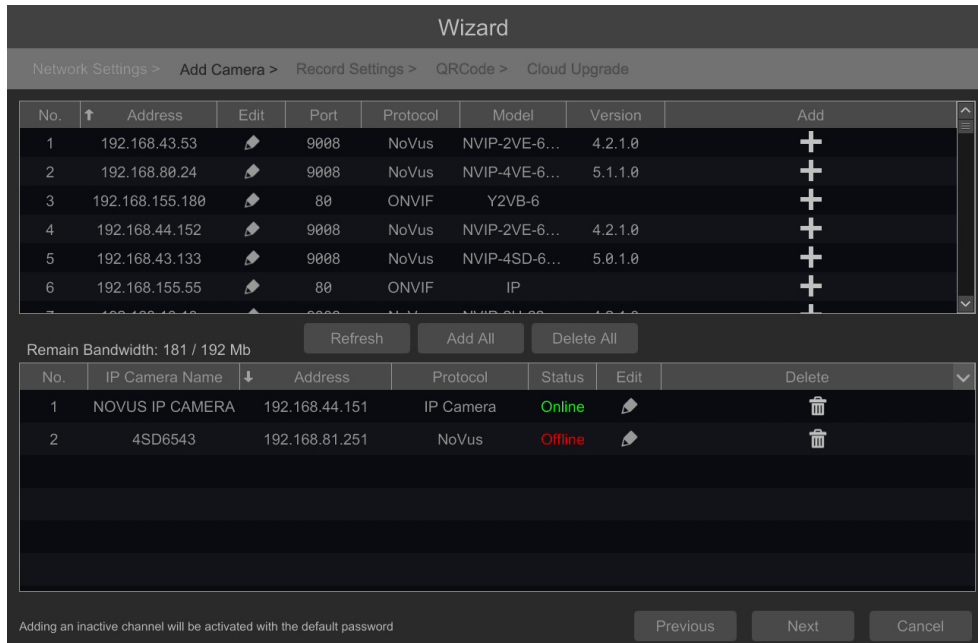 Wizard
Network Settings > Add Camera > Record Settings > QRCode > Cloud Upgrade
No. Address Edit Port Protocol Model Version Add
1 192.168.43.53 9008 NoVus NVIP-2VE-6... 4.2.1.0
2 192.168.80.24 9008 NoVus NVIP-4VE-6... 5.1.1.0
3 192.168.155.180 80 ONVIF Y2VB-6
4 192.168.44.152 9008 NoVus NVIP-2VE-6... 4.2.1.0
5 192.168.43.133 9008 NoVus NVIP-4SD-6... 5.0.1.0
6 192.168.155.55 80 ONVIF IP
Refresh Add All Delete All
Remain Bandwidth: 181 / 192 Mb
No. IP Camera Name Address Protocol Status Edit Delete
1 NOVUS IP CAMERA 192.168.44.151 IP Camera Online
2 4SD6543 192.168.81.251 NoVus Offline
Adding an inactive channel will be activated with the default password
Previous Next Cancel